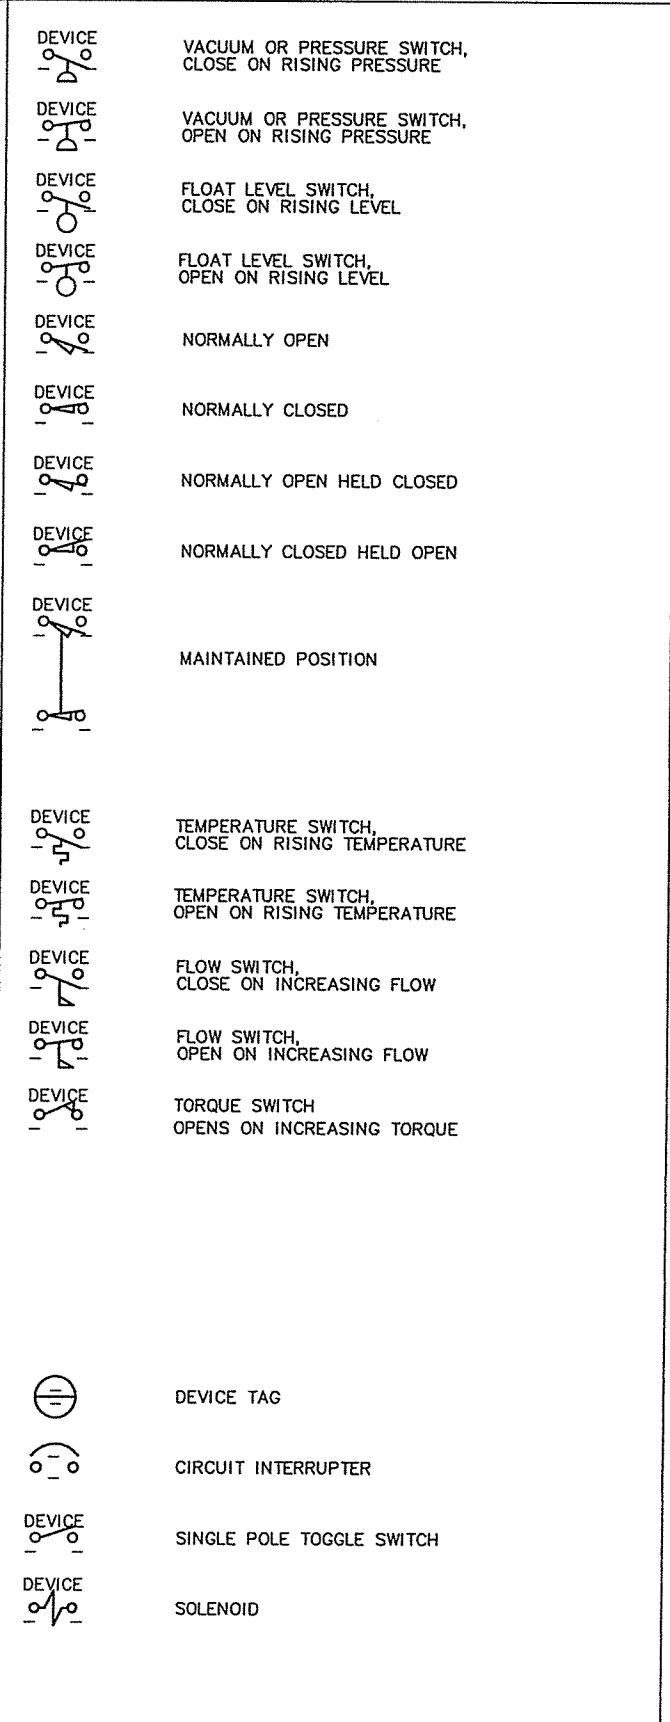 DEVICE
VACUUM OR PRESSURE SWITCH,
CLOSE ON RISING PRESSURE
DEVICE
VACUUM OR PRESSURE SWITCH,
OPEN ON RISING PRESSURE
DEVICE
FLOAT LEVEL SWITCH,
CLOSE ON RISING LEVEL
DEVICE
FLOAT LEVEL SWITCH,
OPEN ON RISING LEVEL
DEVICE
NORMALLY OPEN
DEVICE
NORMALLY CLOSED
DEVICE
NORMALLY OPEN HELD CLOSED
DEVICE
NORMALLY CLOSED HELD OPEN
DEVICE
MAINTAINED POSITION
DEVICE
TEMPERATURE SWITCH,
CLOSE ON RISING TEMPERATURE
DEVICE
TEMPERATURE SWITCH,
OPEN ON RISING TEMPERATURE
DEVICE
FLOW SWITCH,
CLOSE ON INCREASING FLOW
DEVICE
FLOW SWITCH,
OPEN ON INCREASING FLOW
DEVICE
TORQUE SWITCH
OPENS ON INCREASING TORQUE
DEVICE TAG
CIRCUIT INTERRUPTER
DEVICE
SINGLE POLE TOGGLE SWITCH
DEVICE
SOLENOID